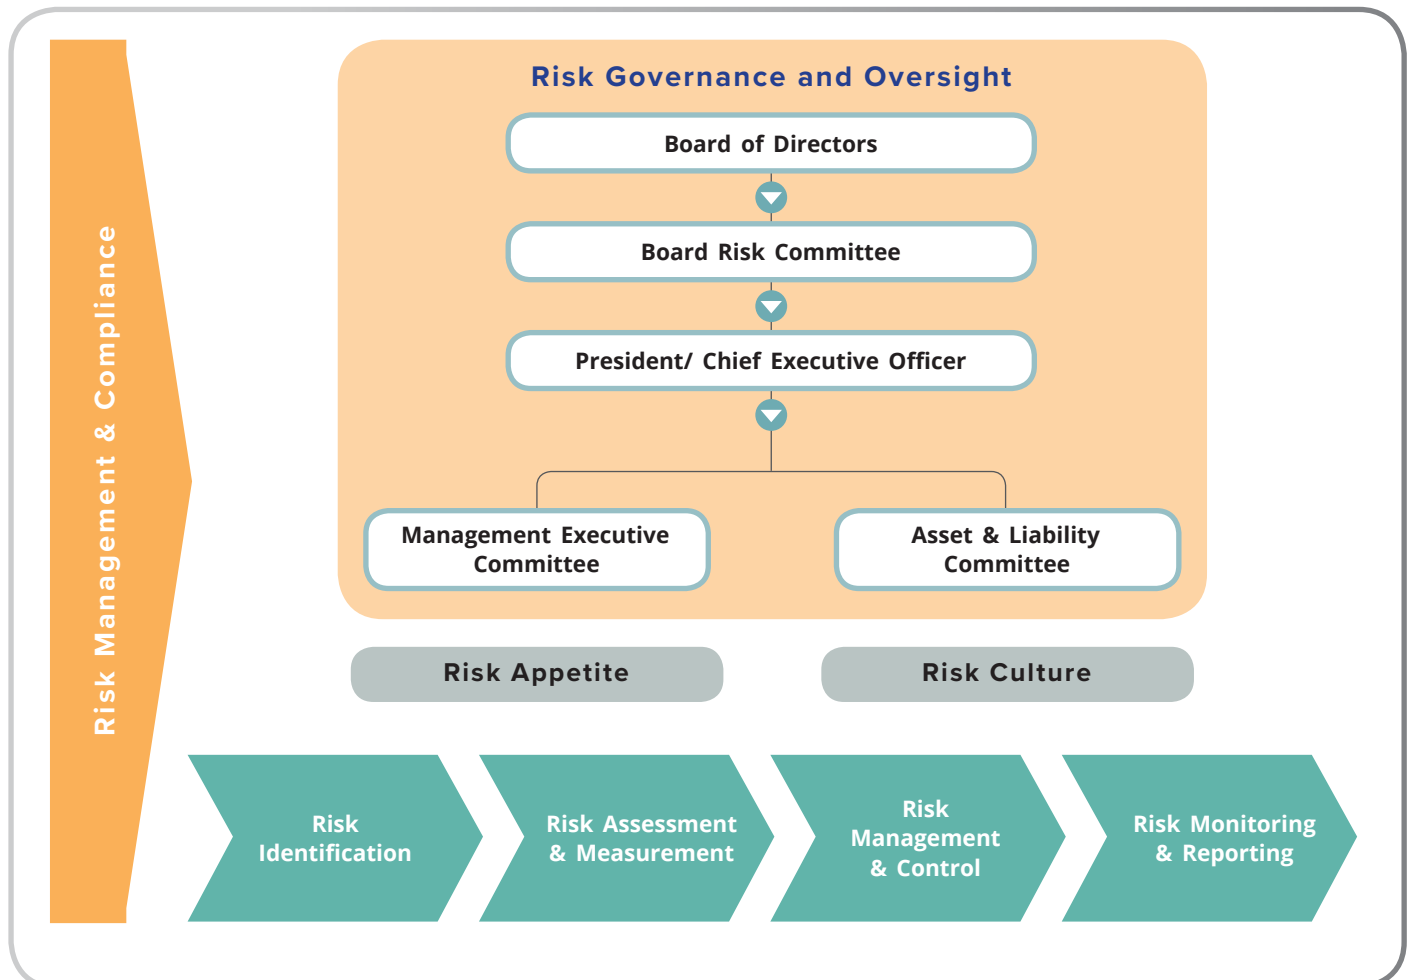 Risk Management & Compliance
Risk Governance and Oversight
Board of Directors
Board Risk Committee
President/ Chief Executive Officer
Management Executive
Committee
Asset & Liability
Committee
Risk Appetite
Risk Culture
Risk
Identification
Risk Assessment
& Measurement
Risk
Management
& Control
Risk Monitoring
& Reporting